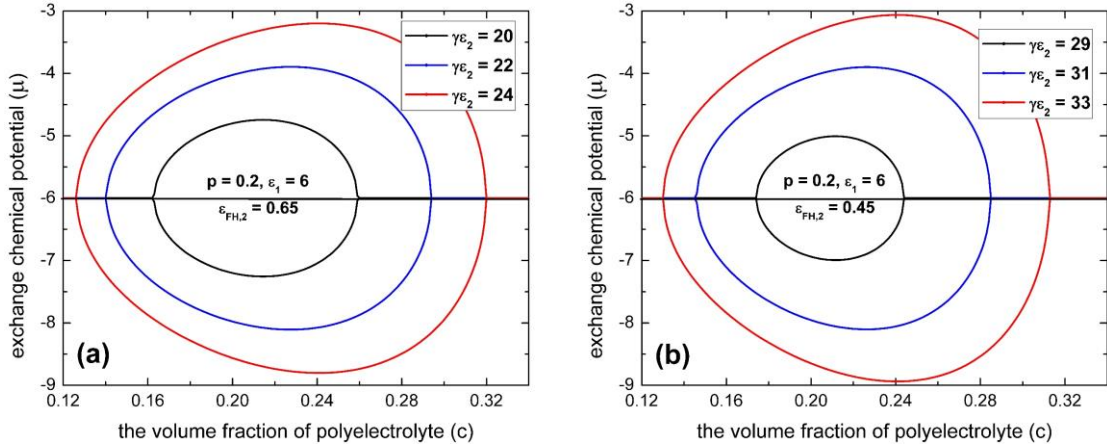 -3
-4
-5
-6
-7
-8
-9
exchange chemical potential (μ)
γε₂ = 20
γε₂ = 22
γε₂ = 24
p = 0.2, ε₁ = 6
ε_FH,2 = 0.65
(a)
0.12 0.16 0.20 0.24 0.28 0.32
the volume fraction of polyelectrolyte (c)
-3
-4
-5
-6
-7
-8
-9
exchange chemical potential (μ)
γε₂ = 29
γε₂ = 31
γε₂ = 33
p = 0.2, ε₁ = 6
ε_FH,2 = 0.45
(b)
0.12 0.16 0.20 0.24 0.28 0.32
the volume fraction of polyelectrolyte (c)